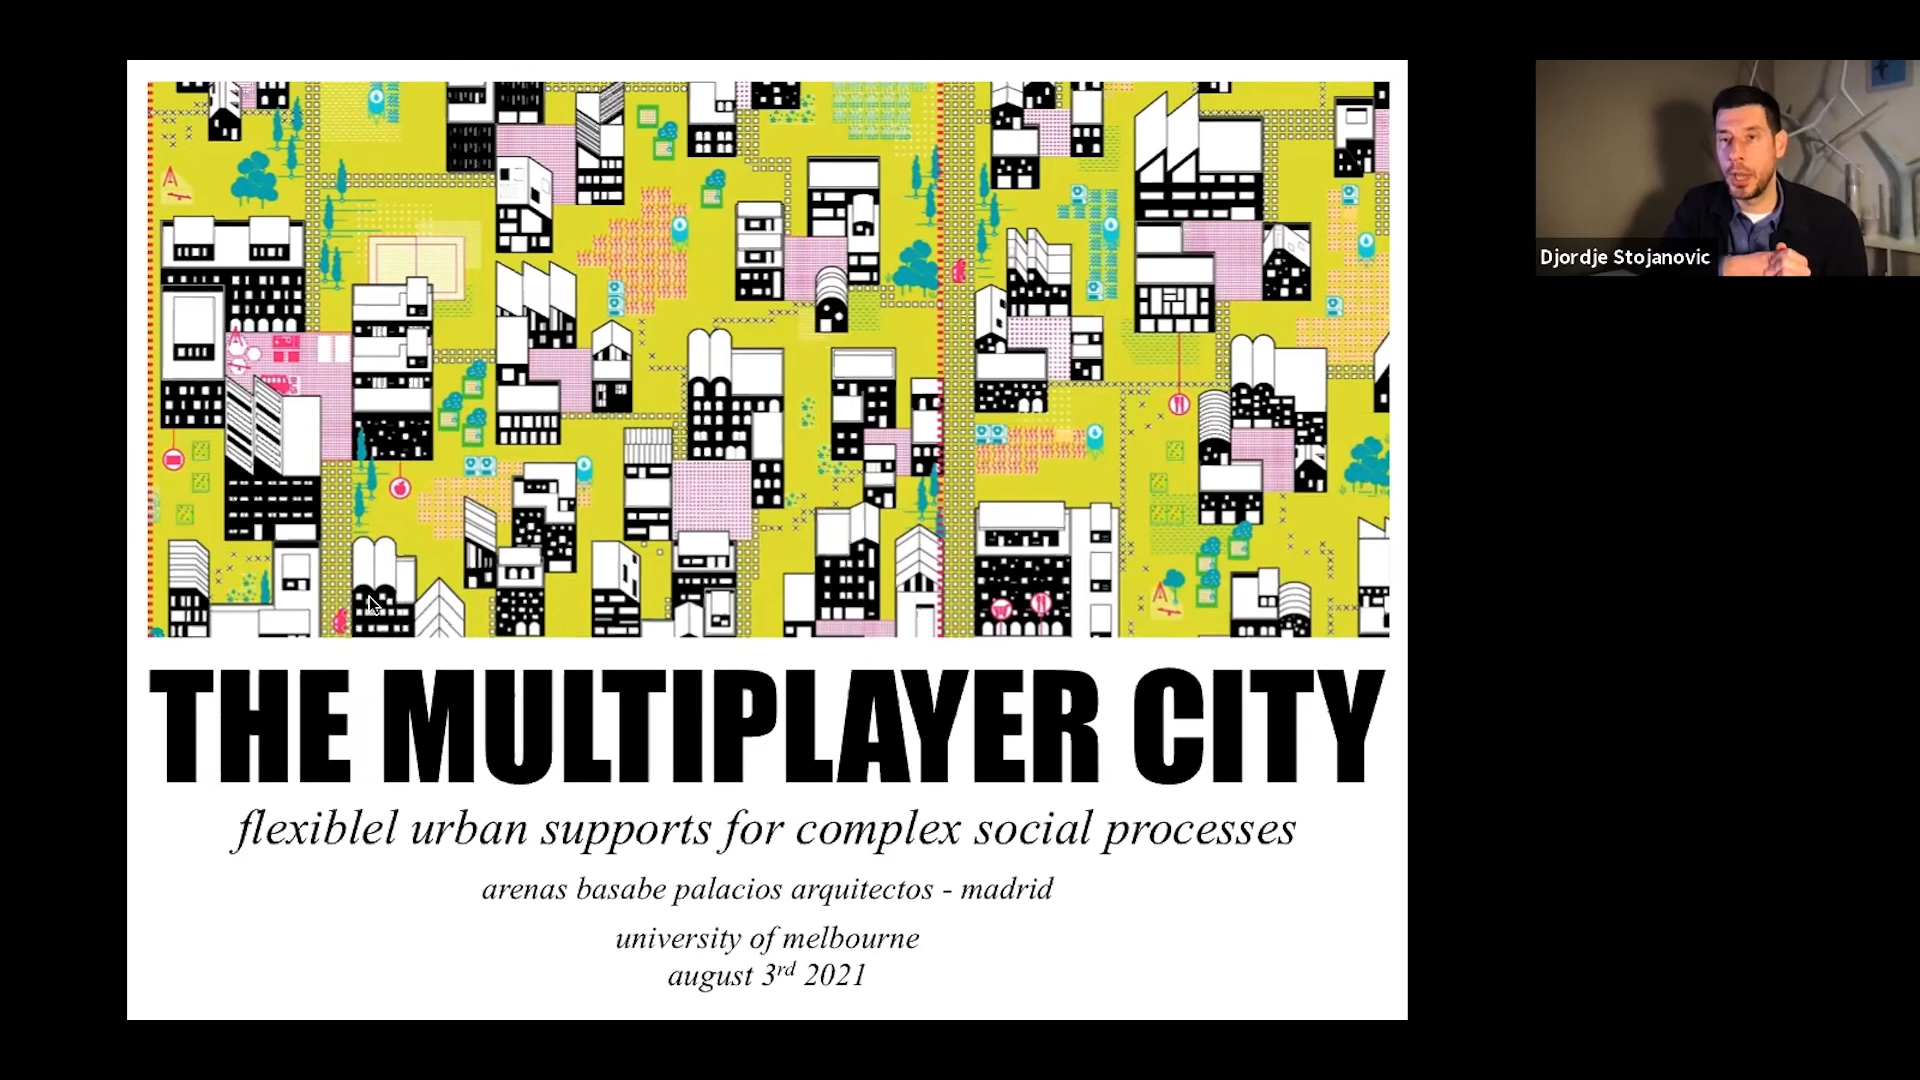 Djordje Stojanovic
THE MULTIPLAYER CITY
flexiblel urban supports for complex social processes
arenas basabe palacios arquitectos - madrid
university of melbourne
august 3rd 2021